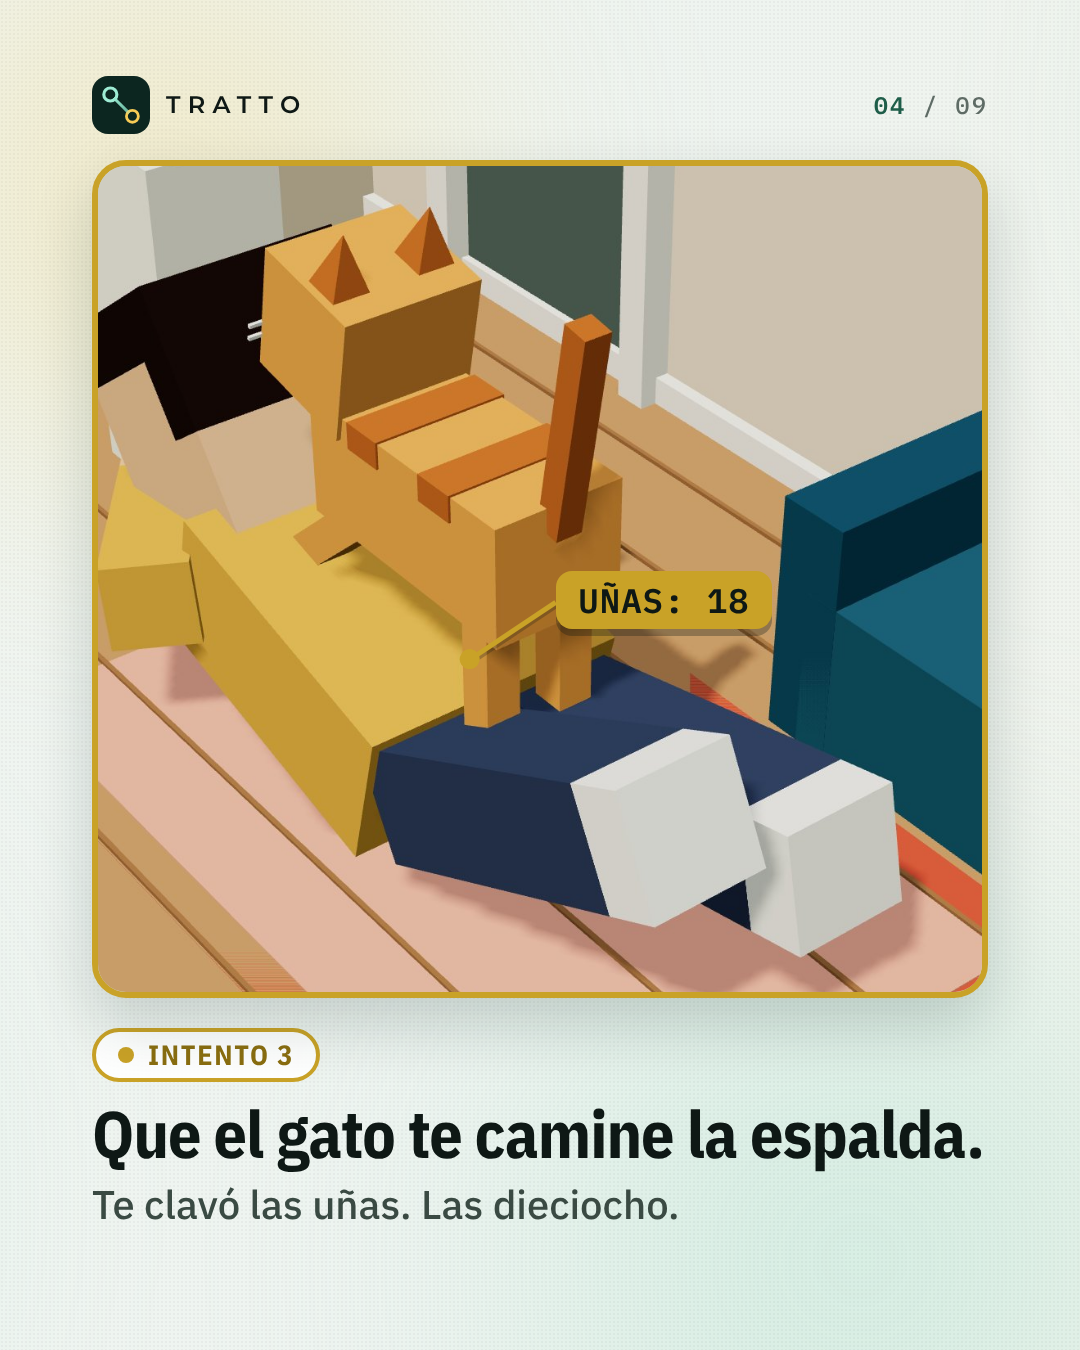 TRATTO
04 / 09
UÑAS: 18
INTENTO 3
Que el gato te camine la espalda.
Te clavó las uñas. Las dieciocho.